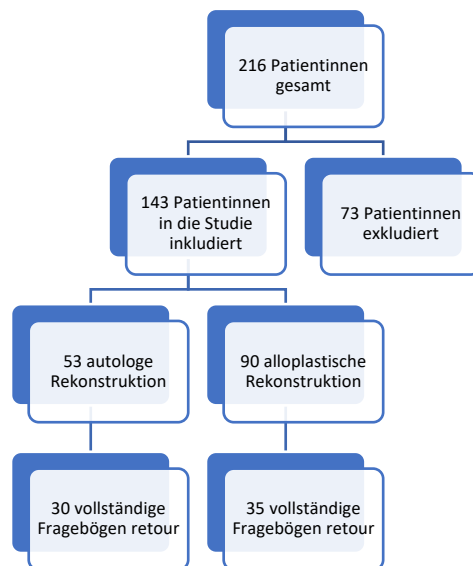 216 Patientinnen
gesamt
143 Patientinnen
in die Studie
inkludiert
73 Patientinnen
exkludiert
53 autologe
Rekonstruktion
90 alloplastische
Rekonstruktion
30 vollständige
Fragebögen retour
35 vollständige
Fragebögen retour